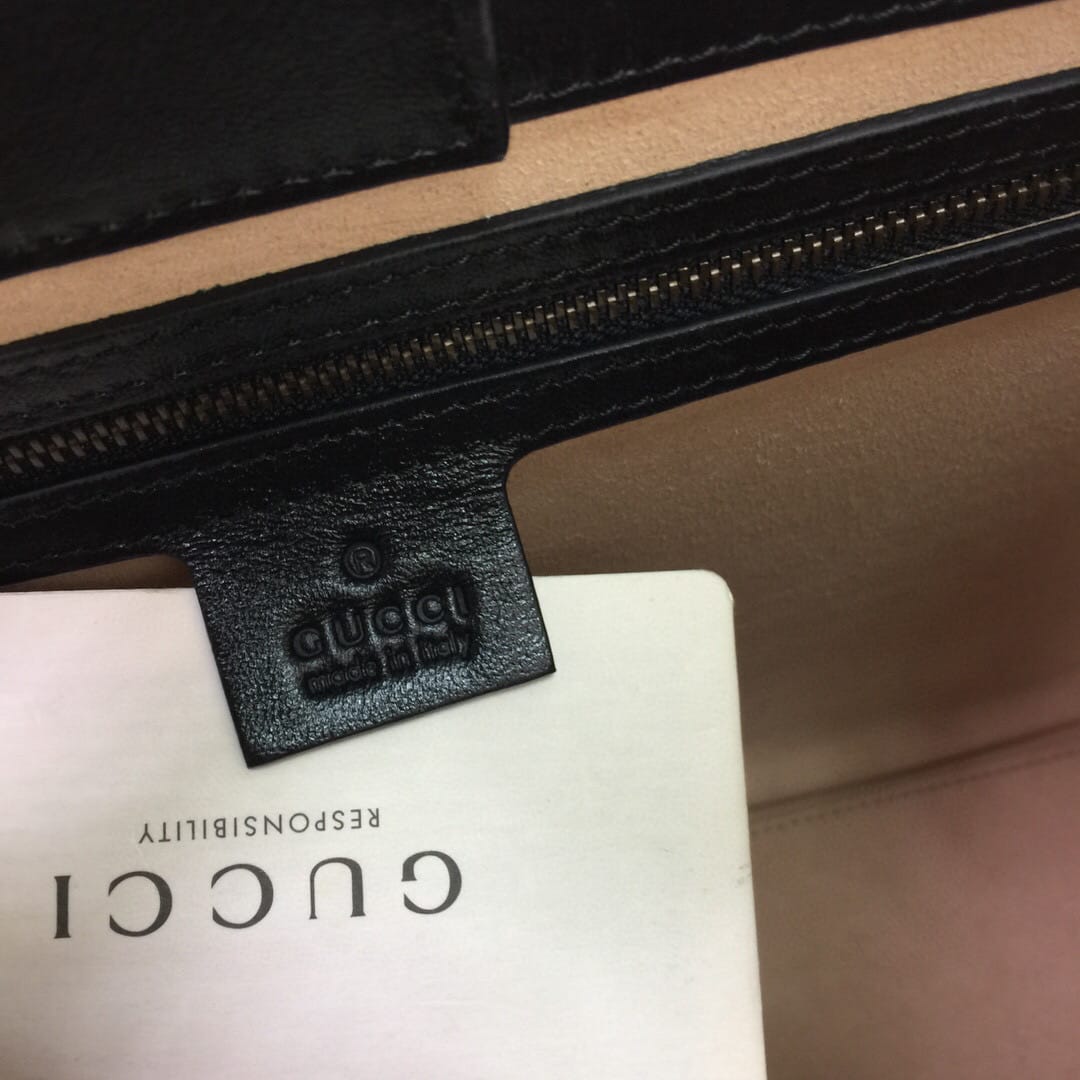 ®
GUCCI
made in italy
GUCCI
RESPONSIBILITY